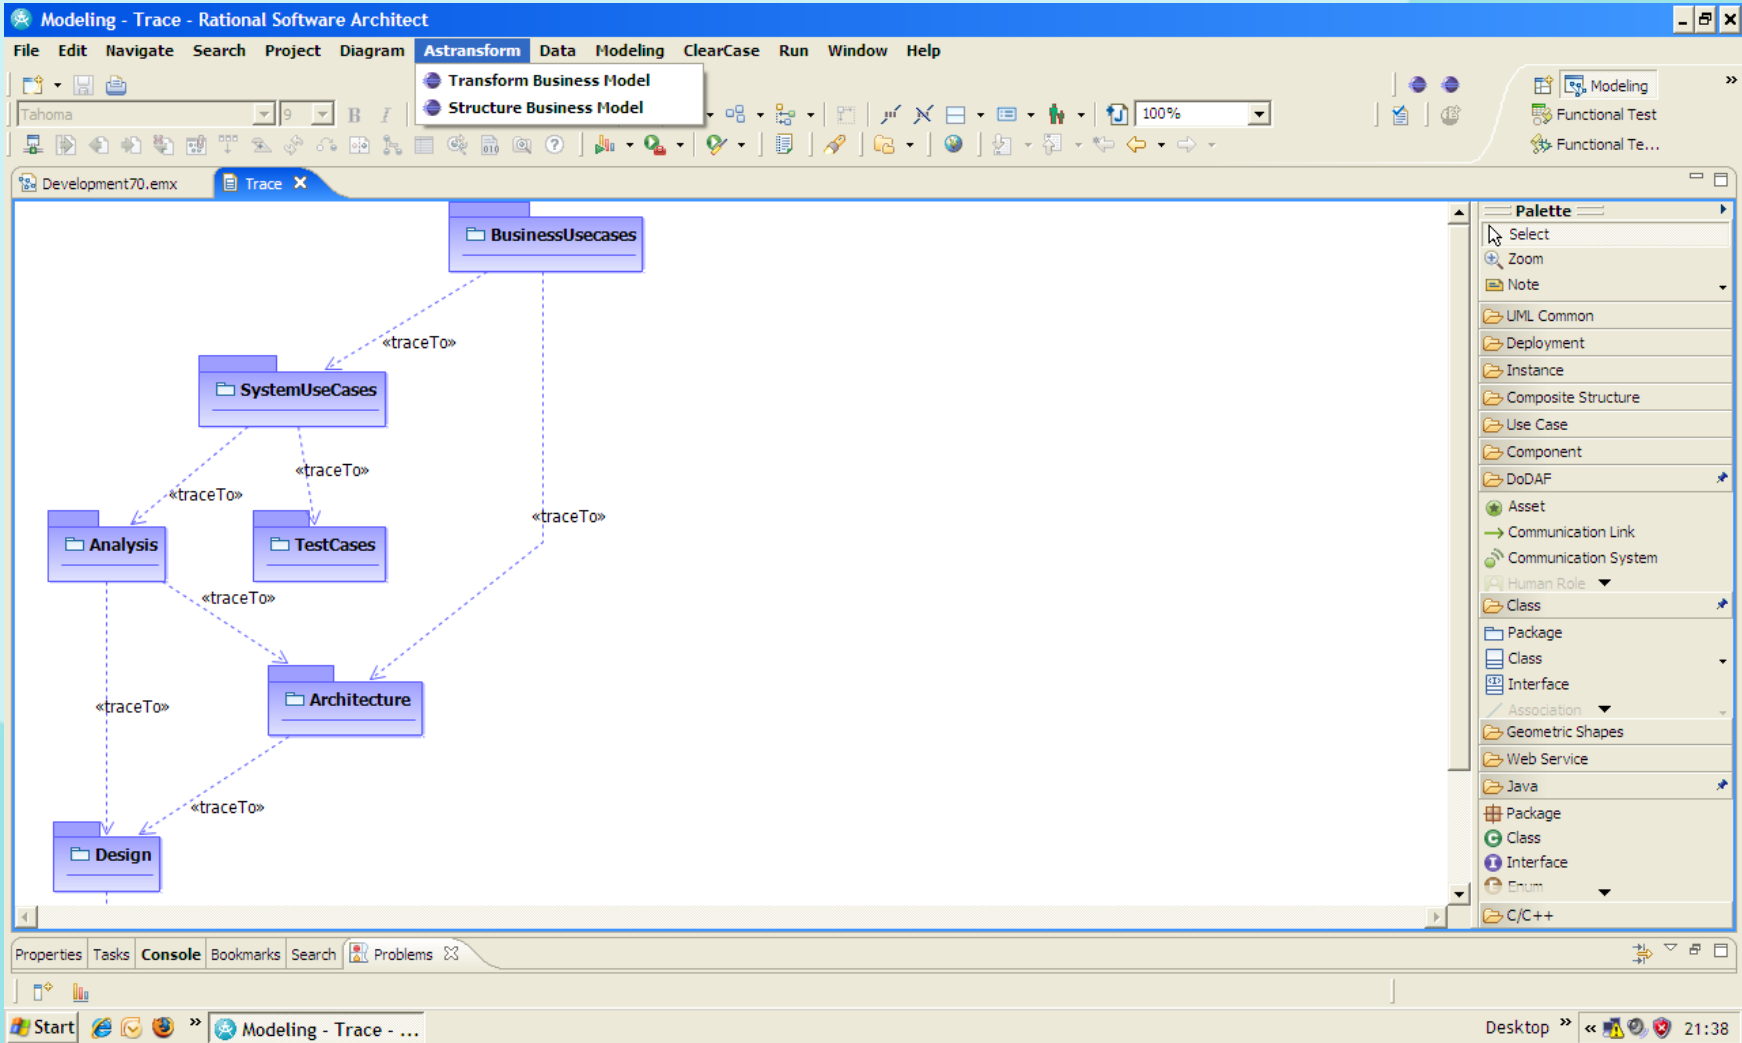 Modeling - Trace - Rational Software Architect
File Edit Navigate Search Project Diagram Astransform Data Modeling ClearCase Run Window Help
Transform Business Model
Structure Business Model
Modeling
Tahoma
9
B I
100%
Functional Test
Functional Te...
Development70.emx
Trace
Palette
Select
Zoom
Note
UML Common
Deployment
Instance
Composite Structure
Use Case
Component
DoDAF
Asset
Communication Link
Communication System
Human Role
Class
Package
Class
Interface
Association
Geometric Shapes
Web Service
Java
Package
Class
Interface
Enum
C/C++
BusinessUsecases
«traceTo»
SystemUseCases
«traceTo»
«traceTo»
«traceTo»
Analysis
TestCases
«traceTo»
Architecture
«traceTo»
«traceTo»
Design
Properties Tasks Console Bookmarks Search Problems
Start
Modeling - Trace - ...
Desktop
21:38